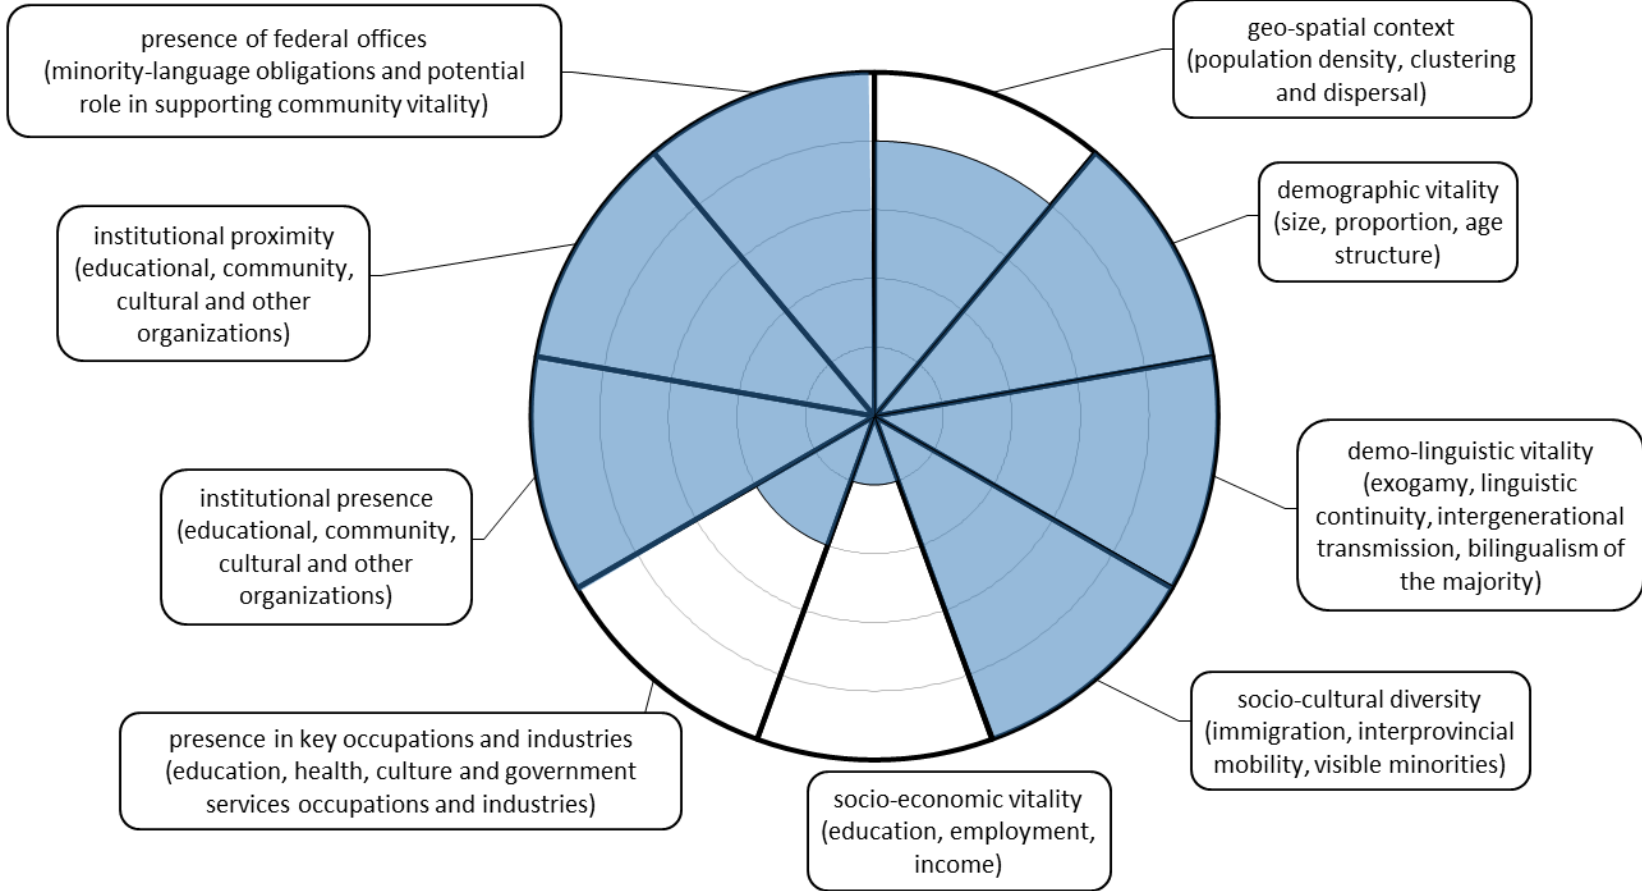 presence of federal offices
(minority-language obligations and potential
role in supporting community vitality)
geo-spatial context
(population density, clustering
and dispersal)
demographic vitality
(size, proportion, age
structure)
institutional proximity
(educational, community,
cultural and other
organizations)
demo-linguistic vitality
(exogamy, linguistic
continuity, intergenerational
transmission, bilingualism of
the majority)
institutional presence
(educational, community,
cultural and other
organizations)
socio-cultural diversity
(immigration, interprovincial
mobility, visible minorities)
presence in key occupations and industries
(education, health, culture and government
services occupations and industries)
socio-economic vitality
(education, employment,
income)